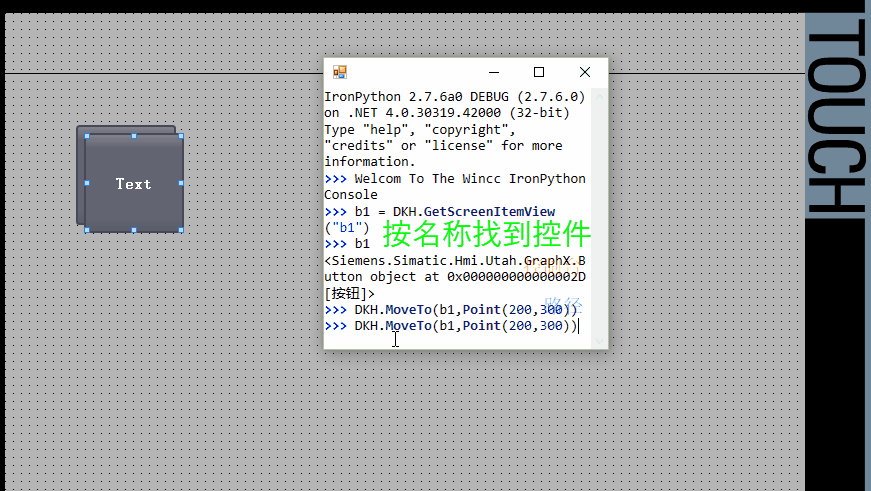 TOUCH
Text
IronPython 2.7.6a0 DEBUG (2.7.6.0)
on .NET 4.0.30319.42000 (32-bit)
Type "help", "copyright",
"credits" or "license" for more
information.
>>> Welcom To The Wincc IronPython
Console
>>> b1 = DKH.GetScreenItemView
("b1")
按名称找到控件
>>> b1
<Siemens.Simatic.Hmi.Utah.GraphX.B
utton object at 0x000000000000002D
[按钮]>
路径
>>> DKH.MoveTo(b1,Point(200,300))
>>> DKH.MoveTo(b1,Point(200,300))